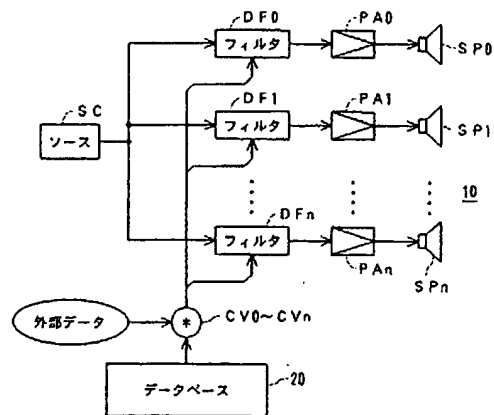 DF0
フィルタ
PA0
SP0
SC
ソース
DF1
フィルタ
PA1
SP1
10
DFn
フィルタ
PAn
SPn
外部データ
*
CV0~CVn
20
データベース